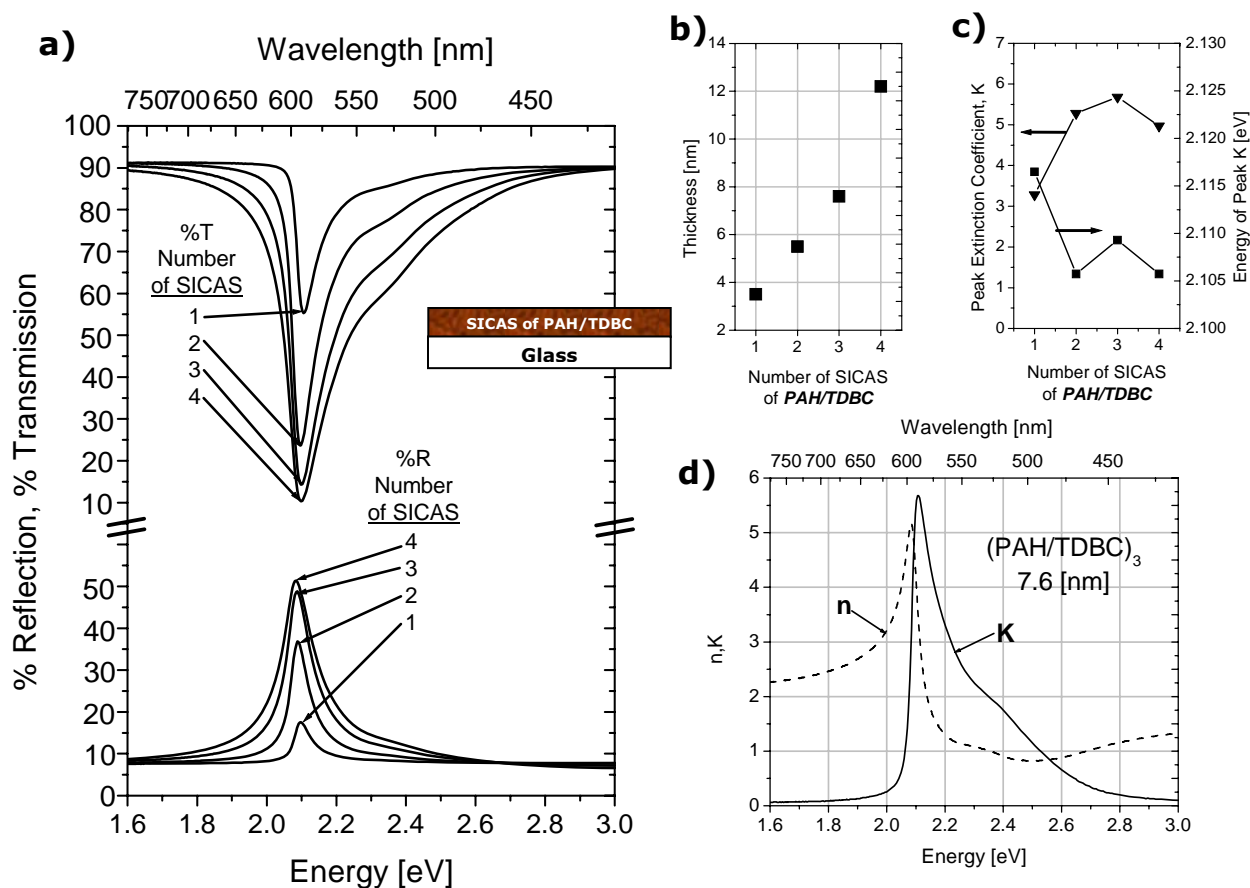 a)
Wavelength [nm]
750 700 650 600 550 500 450
100
90
80
70
60
50
40
30
20
10
50
40
30
20
10
0
% Reflection, % Transmission
%T
Number
of SICAS
1
2
3
4
%R
Number
of SICAS
4
3
2
1
1.6 1.8 2.0 2.2 2.4 2.6 2.8 3.0
Energy [eV]
SICAS of PAH/TDBC
Glass
b)
14
12
10
8
6
4
2
Thickness [nm]
1 2 3 4
Number of SICAS
of PAH/TDBC
c)
7
6
5
4
3
2
1
0
Peak Extinction Coefficient, K
2.130
2.125
2.120
2.115
2.110
2.105
2.100
Energy of Peak K [eV]
1 2 3 4
Number of SICAS
of PAH/TDBC
d)
Wavelength [nm]
750 700 650 600 550 500 450
6
5
4
3
2
1
0
n,K
(PAH/TDBC)3
7.6 [nm]
n
K
1.6 1.8 2.0 2.2 2.4 2.6 2.8 3.0
Energy [eV]